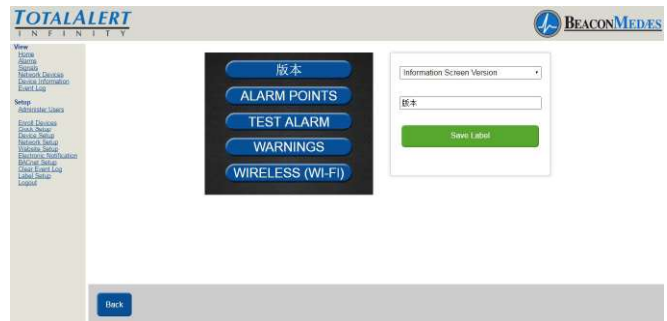 TOTALALERT
INFINITY
BEACONMEDÆS
View
Home
Alarms
Signals
Network Devices
Device Information
Event Log
Setup
Administer Users
Enroll Devices
Clock Setup
Device Setup
Network Setup
Website Setup
Electronic Notification
BACnet Setup
Clear Event Log
Label Setup
Logout
版本
ALARM POINTS
TEST ALARM
WARNINGS
WIRELESS (WI-FI)
Information Screen Version
版本
Save Label
Back